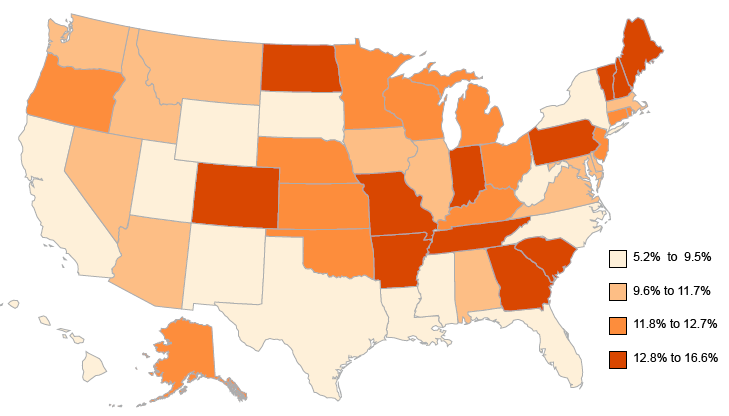 5.2% to 9.5%
9.6% to 11.7%
11.8% to 12.7%
12.8% to 16.6%